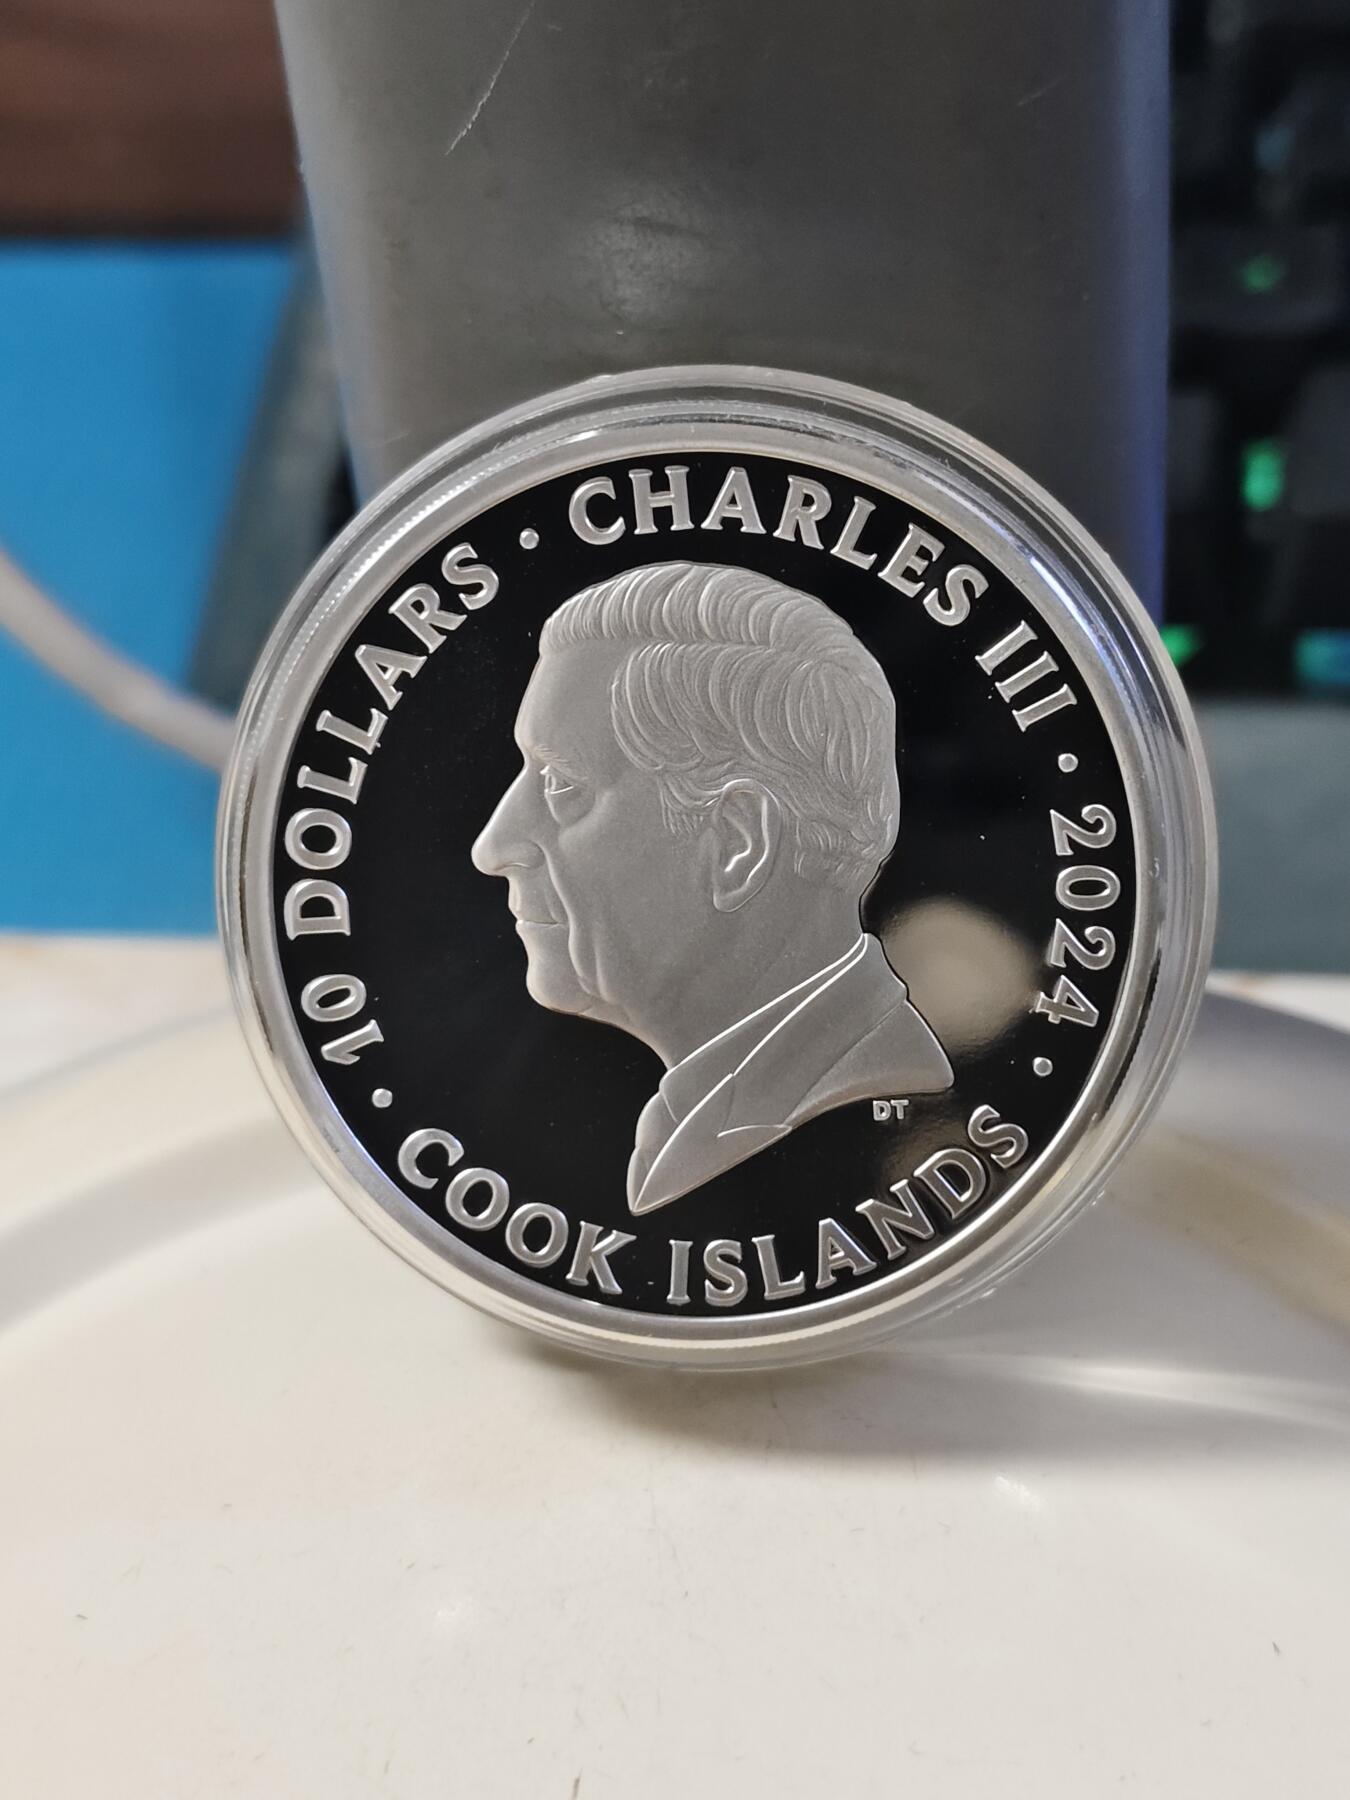 10 DOLLARS · CHARLES III · 2024 ·
COOK ISLANDS ·
DT